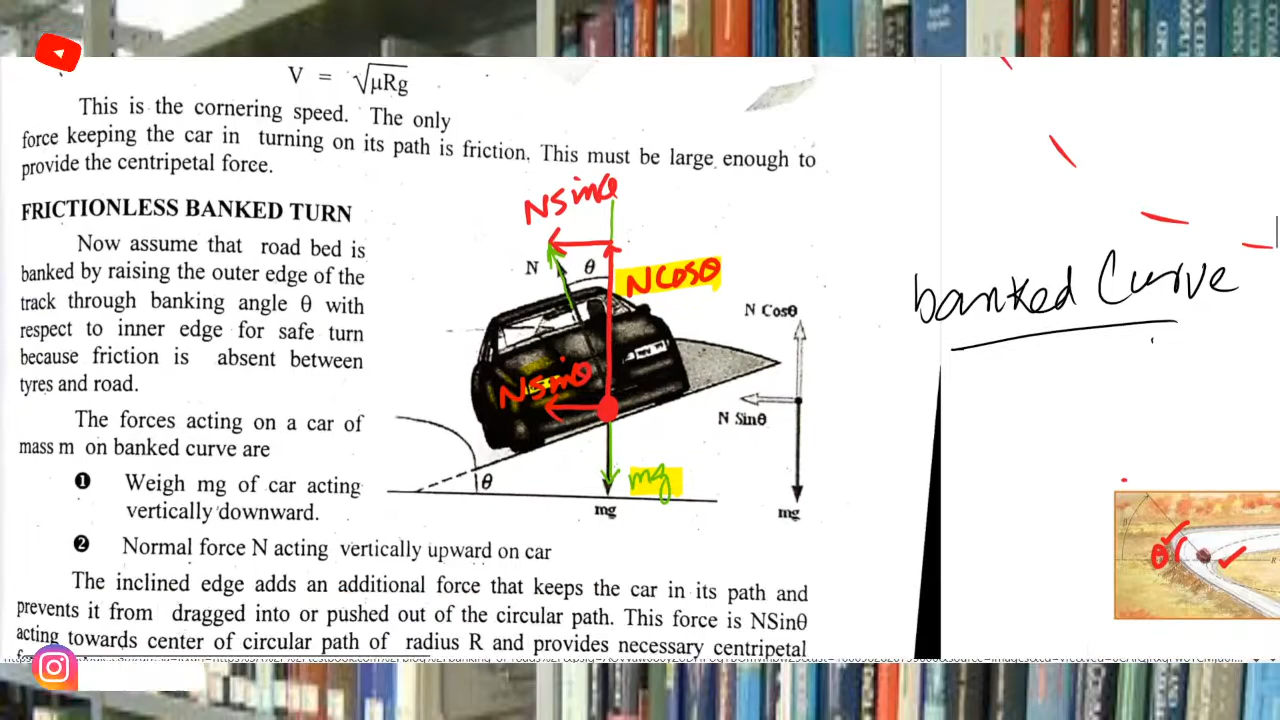 V = √μRg
This is the cornering speed. The only
force keeping the car in turning on its path is friction. This must be large enough to
provide the centripetal force.
FRICTIONLESS BANKED TURN
Now assume that road bed is
banked by raising the outer edge of the
track through banking angle θ with
respect to inner edge for safe turn
because friction is absent between
tyres and road.
The forces acting on a car of
mass m on banked curve are
❶ Weigh mg of car acting
vertically downward.
❷ Normal force N acting vertically upward on car
The inclined edge adds an additional force that keeps the car in its path and
prevents it from dragged into or pushed out of the circular path. This force is NSinθ
acting towards center of circular path of radius R and provides necessary centripetal
NSinθ
N
θ
NCosθ
NSinθ
θ
mg
mg
N Cosθ
N Sinθ
mg
banked Curve
θ